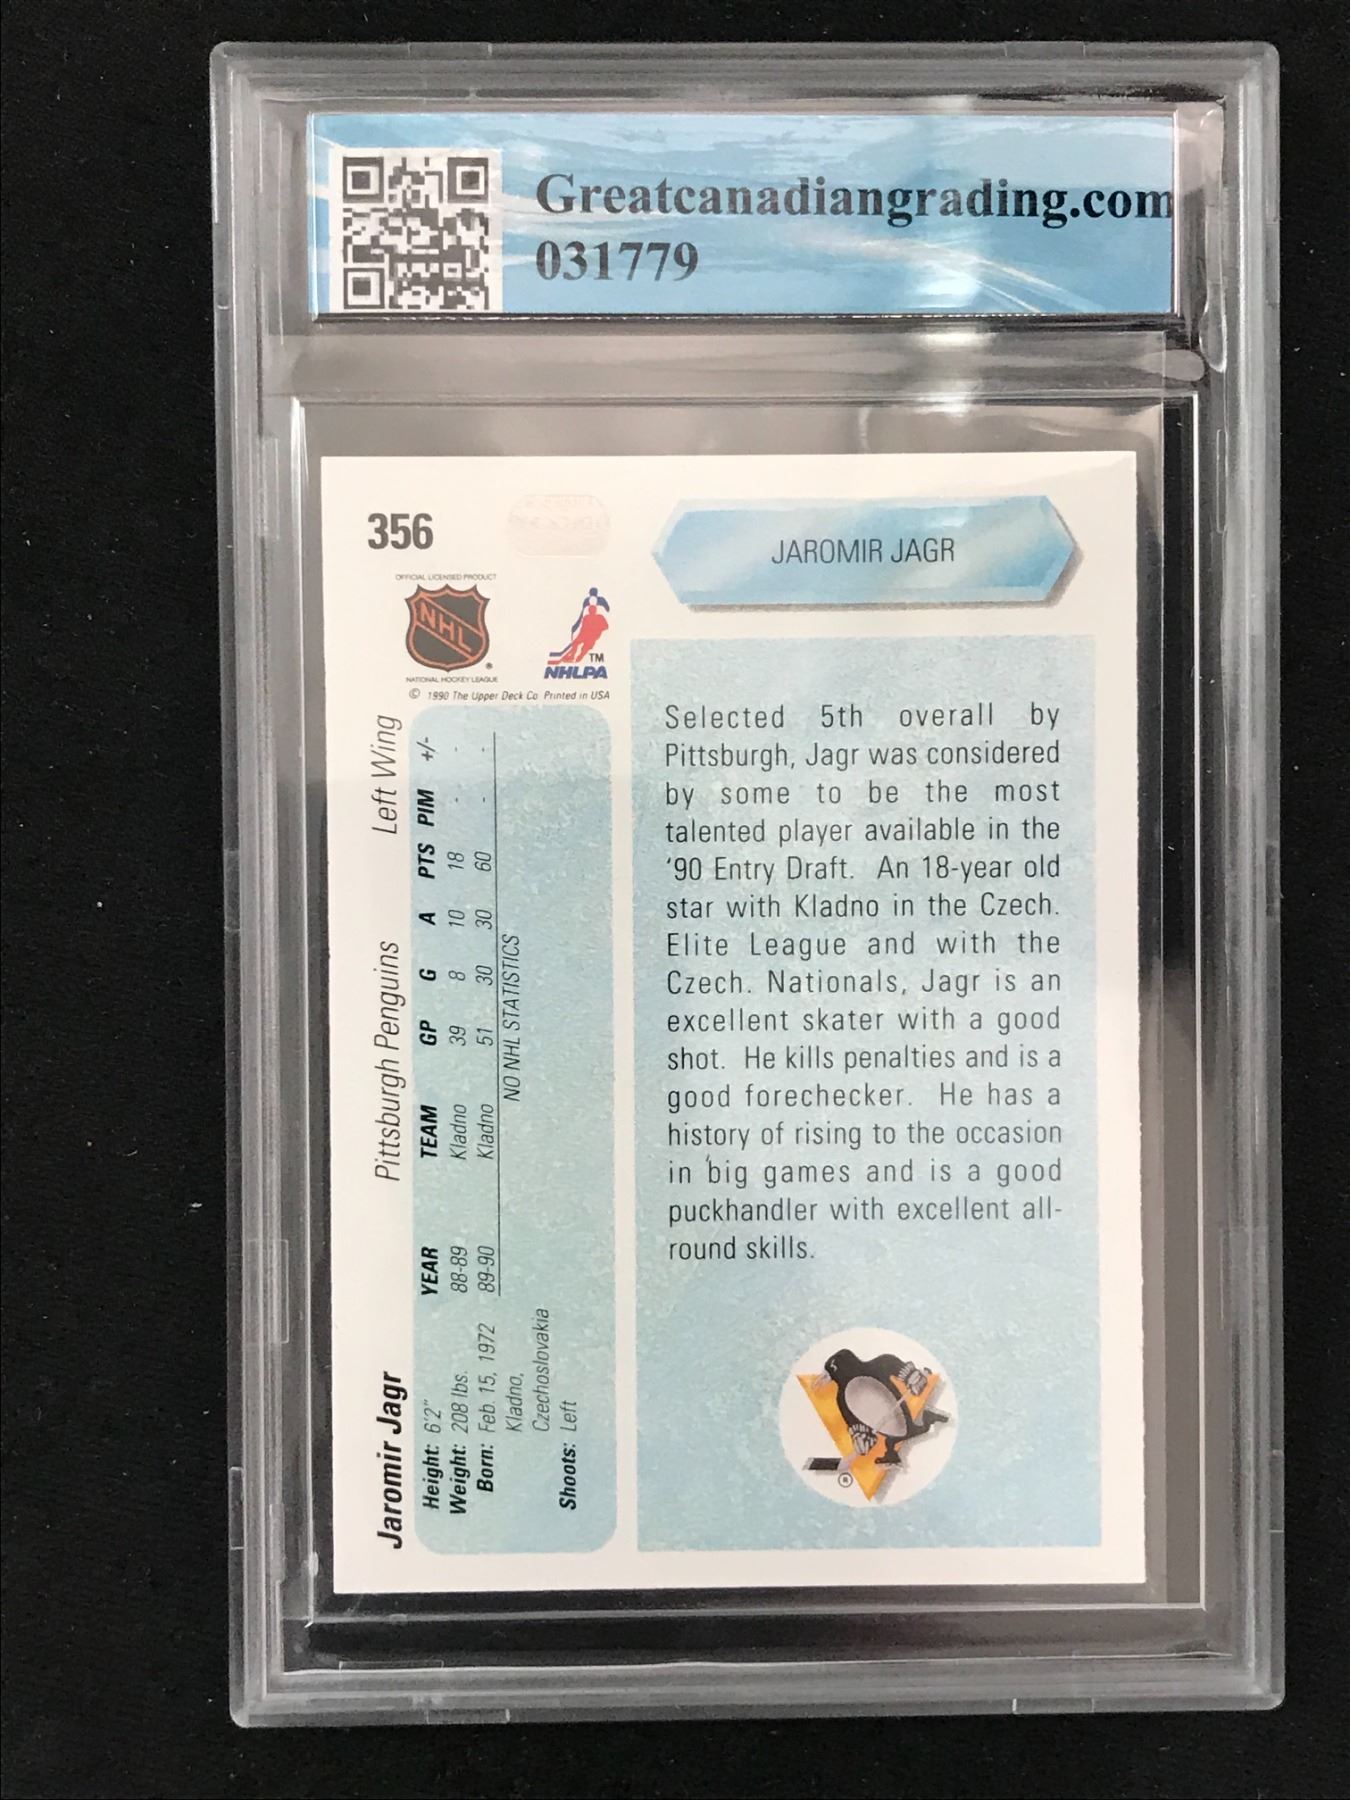 Greatcanadiangrading.com
031779
356
JAROMIR JAGR
OFFICIAL LICENSED PRODUCT
NHL
®
NATIONAL HOCKEY LEAGUE
TM
NHLPA
© 1990 The Upper Deck Co. Printed in USA
Jaromir Jagr Pittsburgh Penguins Left Wing
Height: 6'2"
Weight: 208 lbs.
Born: Feb. 15, 1972
Kladno,
Czechoslovakia
Shoots: Left
YEAR TEAM GP G A PTS PIM +/-
88-89 Kladno 39 8 10 18 - -
89-90 Kladno 51 30 30 60 - -
NO NHL STATISTICS
Selected 5th overall by
Pittsburgh, Jagr was considered
by some to be the most
talented player available in the
'90 Entry Draft. An 18-year old
star with Kladno in the Czech.
Elite League and with the
Czech. Nationals, Jagr is an
excellent skater with a good
shot. He kills penalties and is a
good forechecker. He has a
history of rising to the occasion
in big games and is a good
puckhandler with excellent all-
round skills.
®